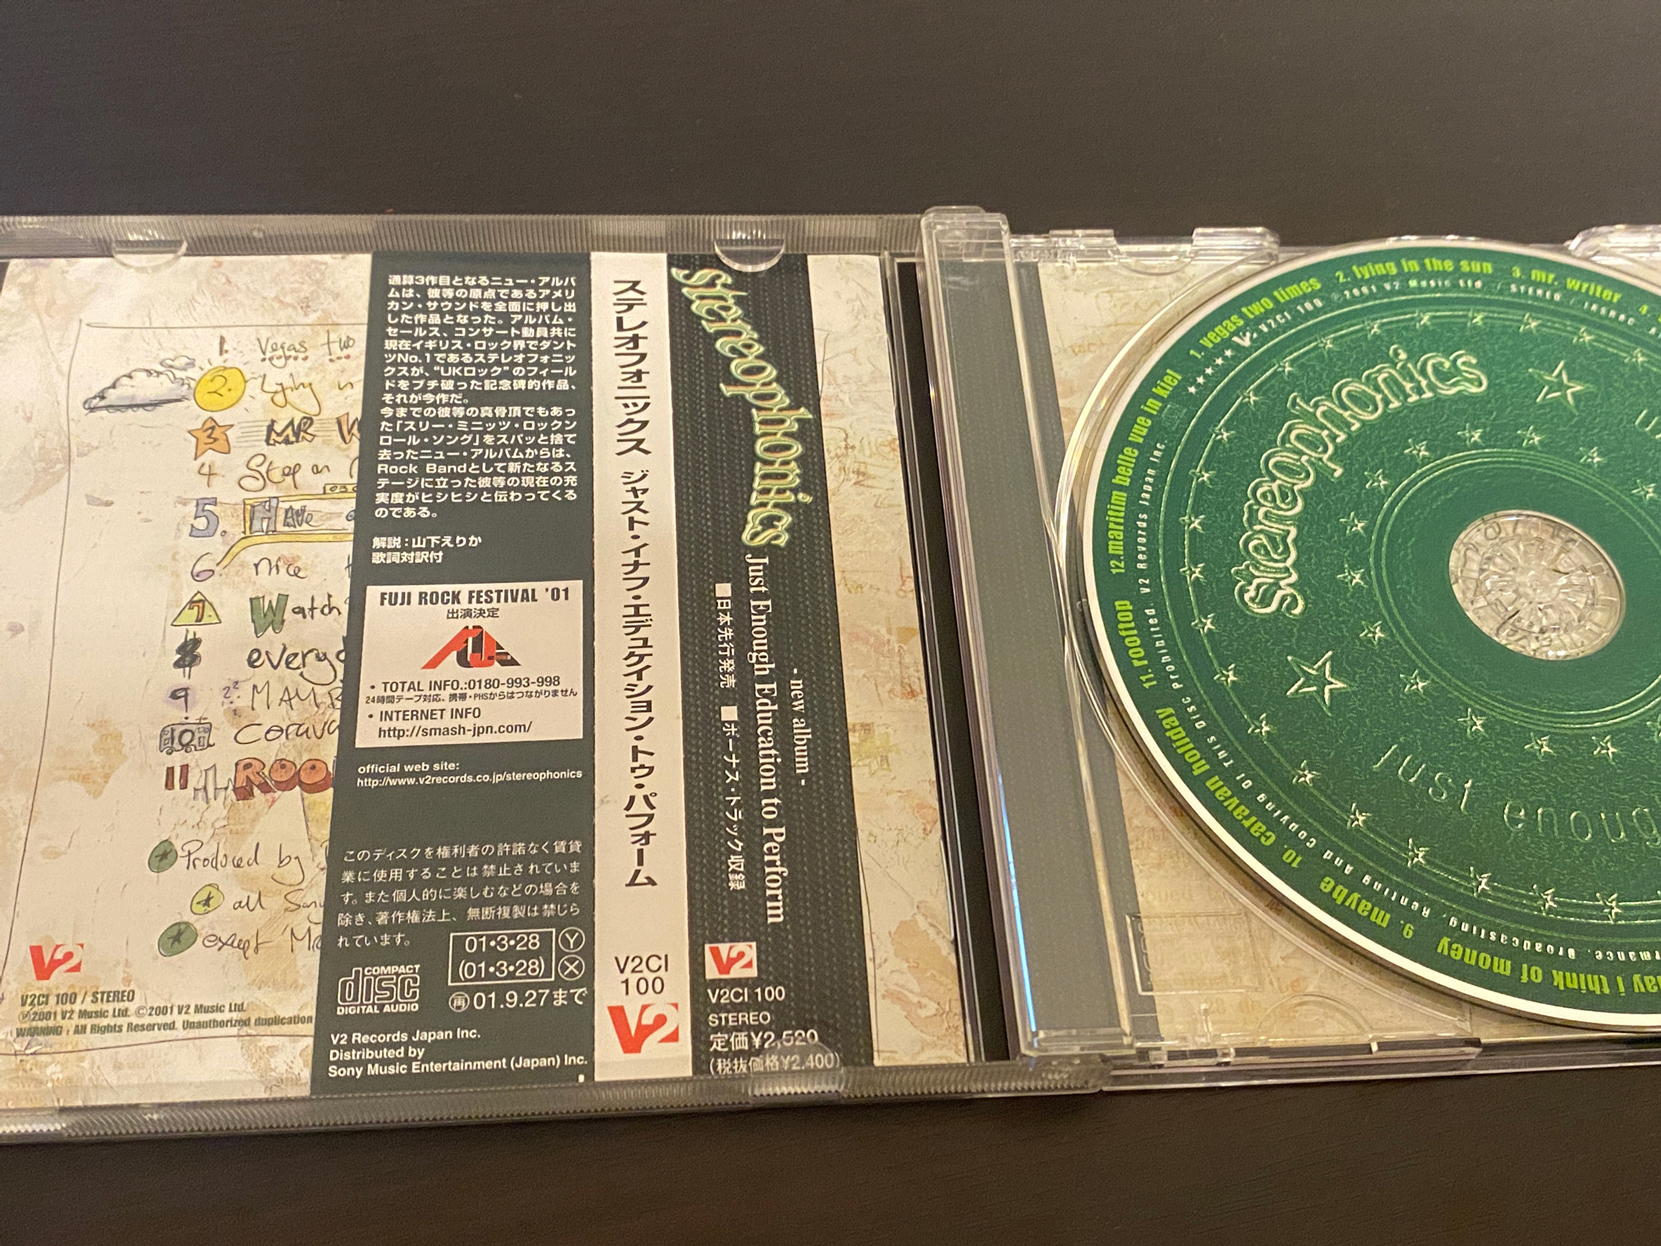 1. Vegas two
2. Lying in
3 MR W
4 Stop on
5. HAVE
6. nice
7. Watch
8 everyd
9
10 Carava
11 ROO
Produced by
all Song
except Mr
V2
V2CI 100 / STEREO
℗2001 V2 Music Ltd. ©2001 V2 Music Ltd.
WARNING : All Rights Reserved. Unauthorized duplication
通算3作目となるニュー・アルバ
ムは、彼等の原点であるアメリ
カン・サウンドを全面に押し出
した作品となった。アルバム・
セールス、コンサート動員共に
現在イギリス・ロック界でダント
ツNo.1であるステレオフォニッ
クスが、“UKロック”のフィール
ドをブチ破った記念碑的作品、
それが今作だ。
今までの彼等の真骨頂でもあっ
た「スリー・ミニッツ・ロックン
ロール・ソング」をスパッと捨て
去ったニュー・アルバムからは、
Rock Bandとして新たなるス
テージに立った彼等の現在の充
実度がヒシヒシと伝わってくる
のである。
解説：山下えりか
歌詞対訳付
FUJI ROCK FESTIVAL '01
出演決定
• TOTAL INFO.:0180-993-998
24時間テープ対応、携帯・PHSからはつながりません
• INTERNET INFO
http://smash-jpn.com/
official web site:
http://www.v2records.co.jp/stereophonics
このディスクを権利者の許諾なく賃貸
業に使用することは禁止されていま
す。また個人的に楽しむなどの場合を
除き、著作権法上、無断複製は禁じら
れています。
COMPACT
disc
DIGITAL AUDIO
01•3•28 Y
(01•3•28) X
再 01.9.27まで
V2 Records Japan Inc.
Distributed by
Sony Music Entertainment (Japan) Inc.
ステレオフォニックス ジャスト・イナフ・エデュケイション・トゥ・パフォーム
V2CI
100
V2
stereophonics
Just Enough Education to Perform
- new album -
■日本先行発売 ■ボーナス・トラック収録
V2
V2CI 100
STEREO
定価¥2,520
(税抜価格¥2,400)
1. vegas two times 2. lying in the sun 3. mr. writer 4.
9. maybe 10. caravan holiday 11. rooftop 12. maritim belle vue in kiel
day i think of money
V2CI 100 ℗2001 V2 Music Ltd. / STEREO / JASRAC
rmance, Broadcasting, Renting And Copying Of This Disc Prohibited. V2 Records Japan Inc.
stereophonics
just enoug